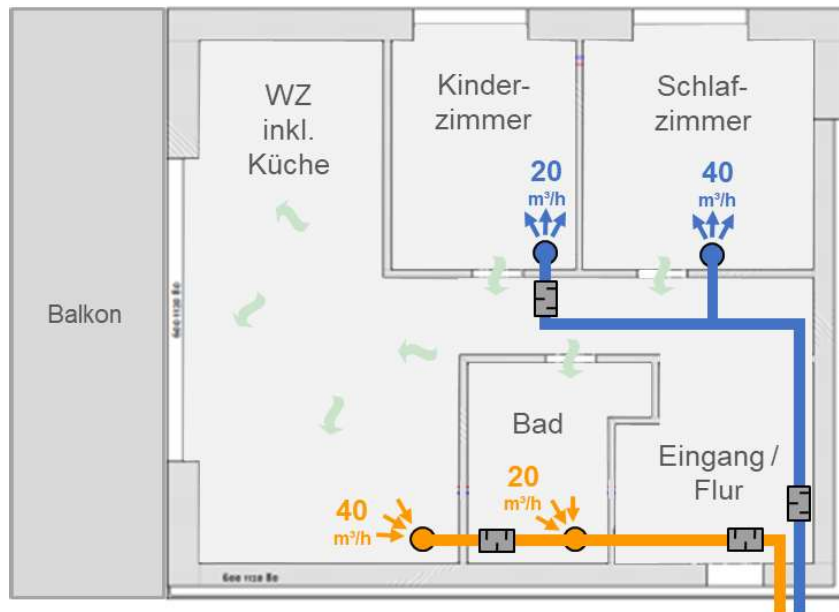 WZ
inkl.
Küche
Kinder-
zimmer
Schlaf-
zimmer
20
m³/h
40
m³/h
Balkon
Bad
Eingang /
Flur
40
m³/h
20
m³/h